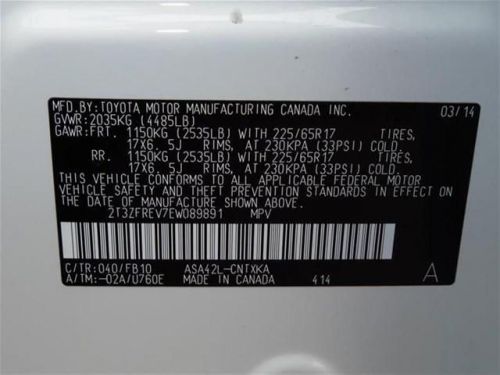 MFD.BY:TOYOTA MOTOR MANUFACTURING CANADA INC. 03/14
GVWR:2035KG (4485LB)
GAWR:FRT. 1150KG (2535LB) WITH 225/65R17 TIRES,
17X6.5J RIMS, AT 230KPA (33PSI) COLD.
RR. 1150KG (2535LB) WITH 225/65R17 TIRES,
17X6.5J RIMS, AT 230KPA (33PSI) COLD.
THIS VEHICLE CONFORMS TO ALL APPLICABLE FEDERAL MOTOR
VEHICLE SAFETY AND THEFT PREVENTION STANDARDS IN EFFECT ON
THE DATE OF MANUFACTURE SHOWN ABOVE.
2T3ZFREV7EW089891 MPV
C/TR:040/FB10 ASA42L-CNTXKA A
A/TM:-02A/U760E MADE IN CANADA 414